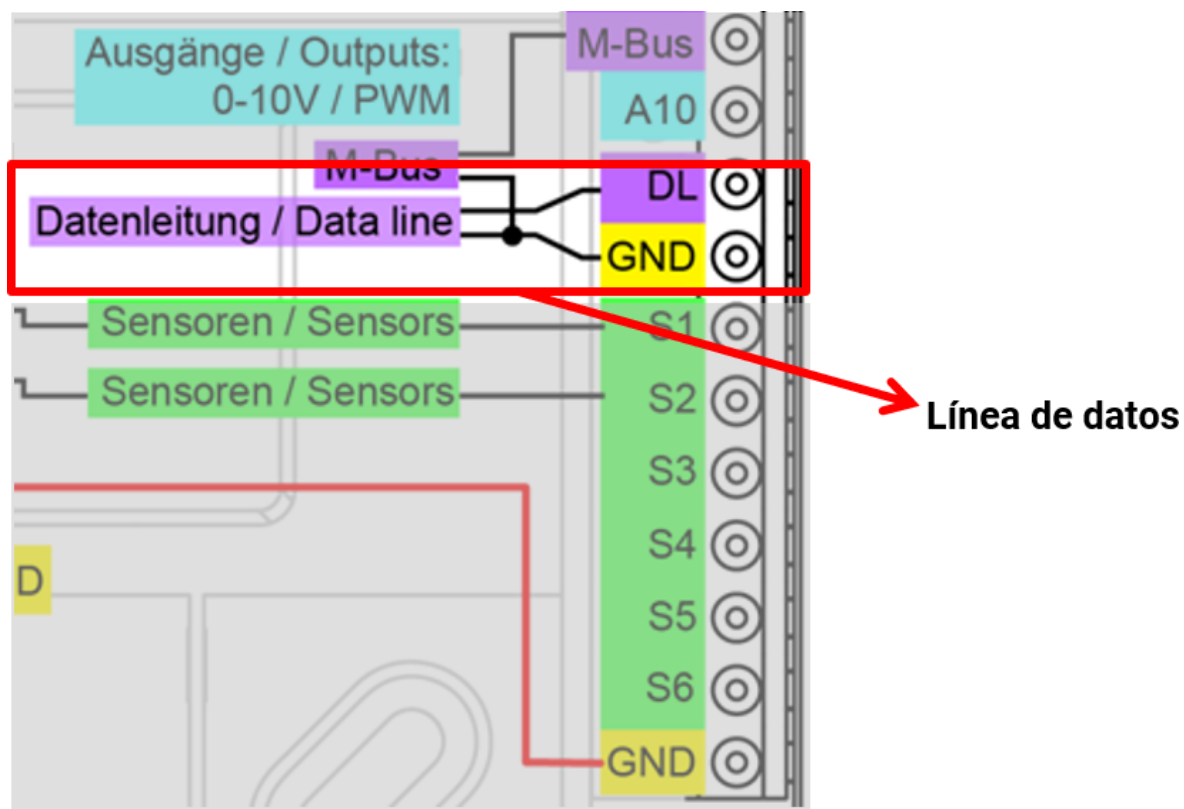 Ausgänge / Outputs:
0-10V / PWM
M-Bus
A10
M-Bus
DL
Datenleitung / Data line
GND
Sensoren / Sensors
S1
Sensoren / Sensors
S2
Línea de datos
S3
S4
D
S5
S6
GND